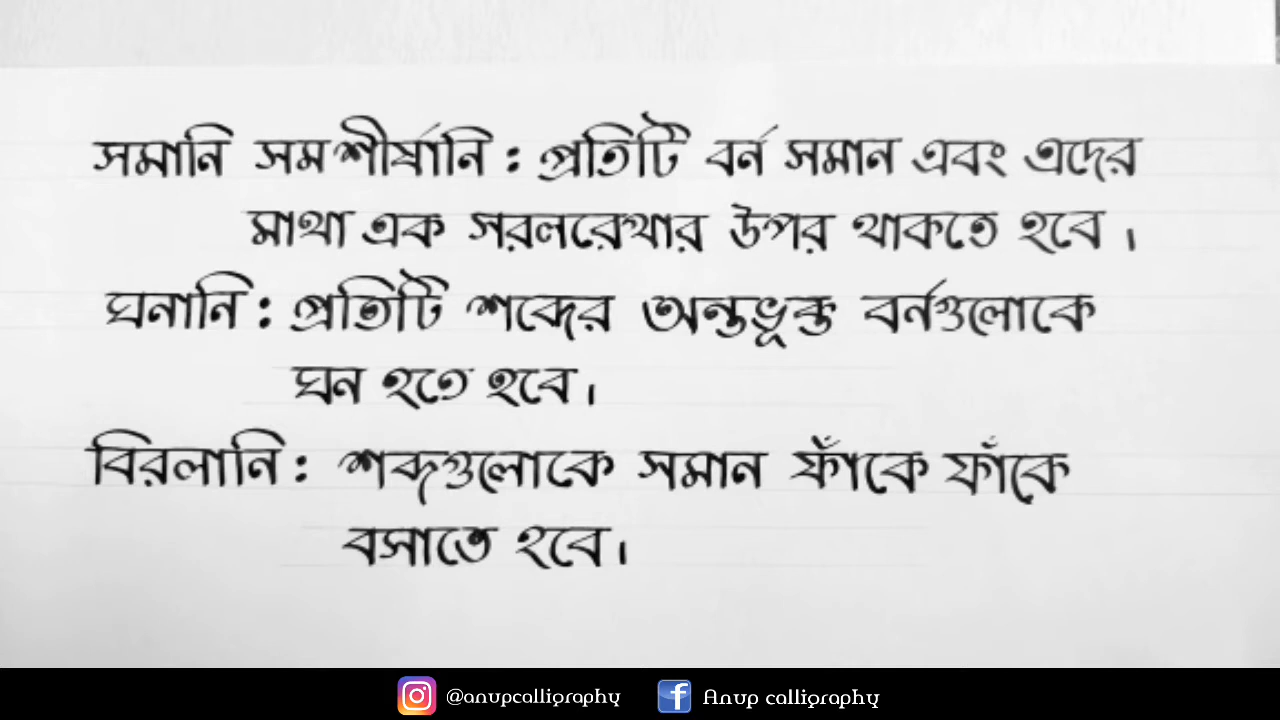 সমানি সমশীর্ষানি : প্রতিটি বর্ন সমান এবং এদের
মাথা এক সরলরেখার উপর থাকতে হবে ।
ঘনানি : প্রতিটি শব্দের অন্তভূক্ত বর্নগুলোকে
ঘন হতে হবে ।
বিরলানি : শব্দগুলোকে সমান ফাঁকে ফাঁকে
বসাতে হবে ।
@anupcalligraphy Anup calligraphy